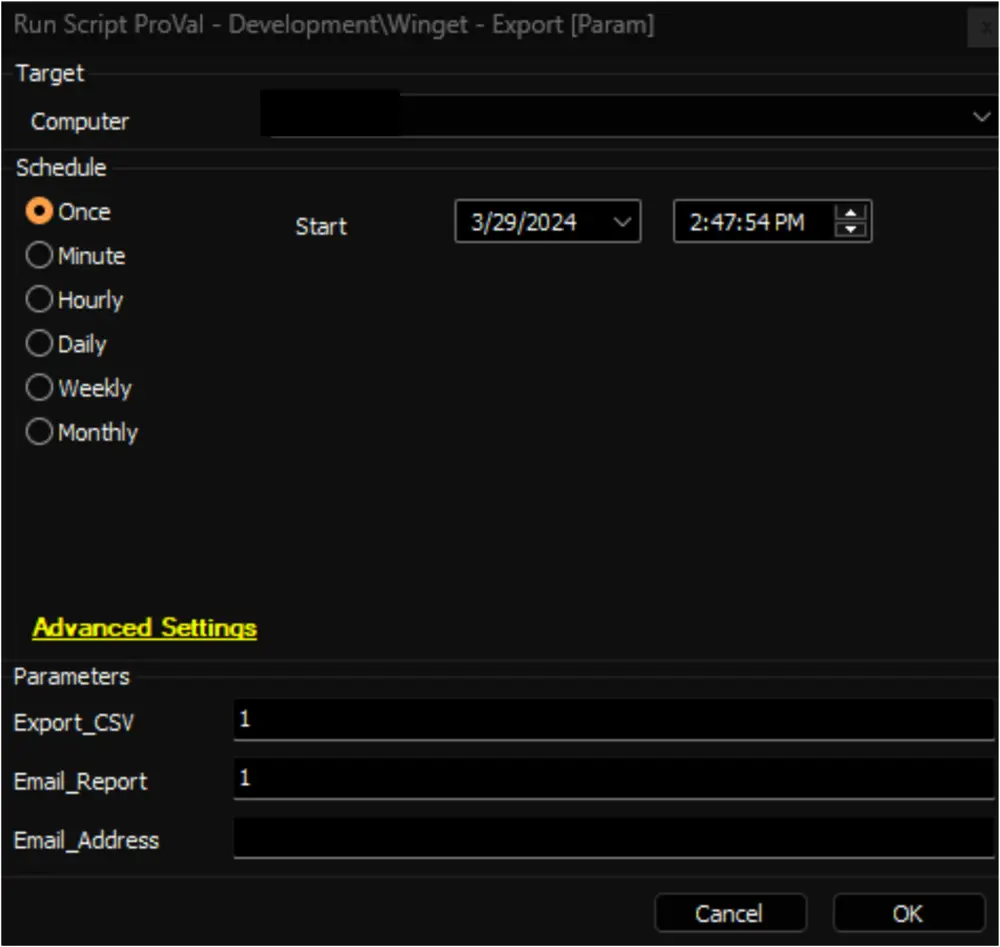 Run Script ProVal - Development\Winget - Export [Param]
x
Target
Computer
Schedule
Once
Start
3/29/2024
2:47:54 PM
Minute
Hourly
Daily
Weekly
Monthly
Advanced Settings
Parameters
Export_CSV
1
Email_Report
1
Email_Address
Cancel
OK